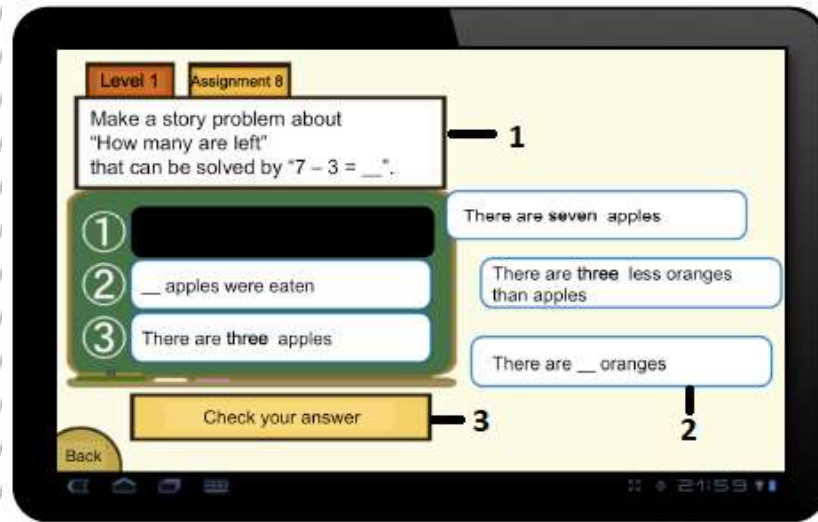 Level 1
Assignment 8
Make a story problem about
"How many are left"
that can be solved by "7 – 3 = __".
1
①
There are seven apples
② __ apples were eaten
There are three less oranges
than apples
③ There are three apples
There are __ oranges
2
Check your answer
3
Back
21:59